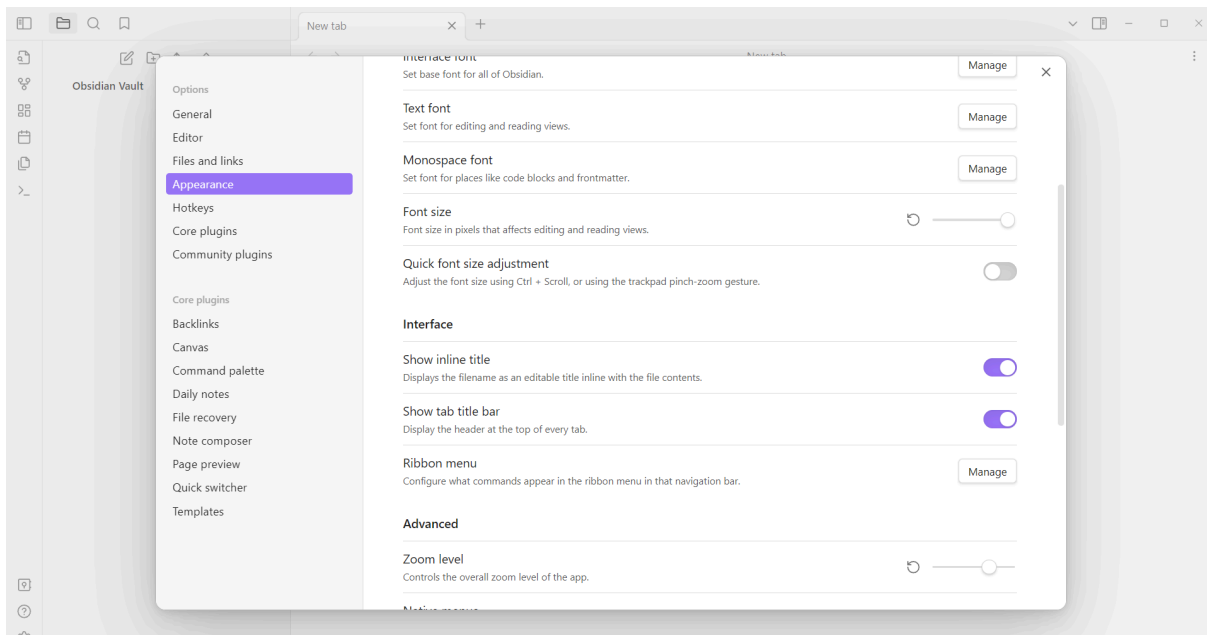 New tab
New tab
Obsidian Vault
Options
General
Editor
Files and links
Appearance
Hotkeys
Core plugins
Community plugins
Core plugins
Backlinks
Canvas
Command palette
Daily notes
File recovery
Note composer
Page preview
Quick switcher
Templates
Interface font
Set base font for all of Obsidian.
Manage
Text font
Set font for editing and reading views.
Manage
Monospace font
Set font for places like code blocks and frontmatter.
Manage
Font size
Font size in pixels that affects editing and reading views.
Quick font size adjustment
Adjust the font size using Ctrl + Scroll, or using the trackpad pinch-zoom gesture.
Interface
Show inline title
Displays the filename as an editable title inline with the file contents.
Show tab title bar
Display the header at the top of every tab.
Ribbon menu
Configure what commands appear in the ribbon menu in that navigation bar.
Manage
Advanced
Zoom level
Controls the overall zoom level of the app.
Native menus